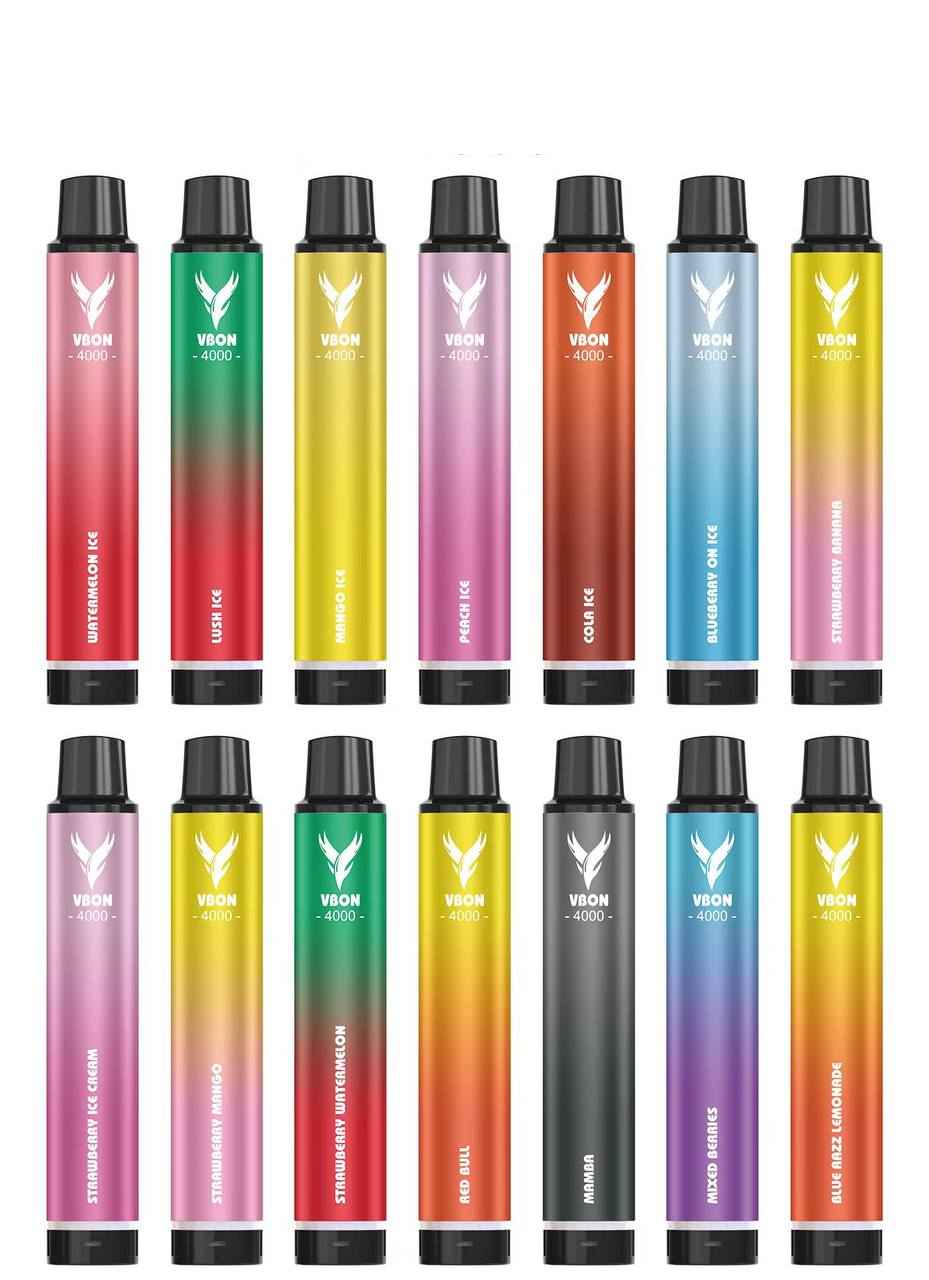 VBON
- 4000 -
WATERMELON ICE
VBON
- 4000 -
LUSH ICE
VBON
- 4000 -
MANGO ICE
VBON
- 4000 -
PEACH ICE
VBON
- 4000 -
COLA ICE
VBON
- 4000 -
BLUEBERRY ON ICE
VBON
- 4000 -
STRAWBERRY BANANA
VBON
- 4000 -
STRAWBERRY ICE CREAM
VBON
- 4000 -
STRAWBERRY MANGO
VBON
- 4000 -
STRAWBERRY WATERMELON
VBON
- 4000 -
RED BULL
VBON
- 4000 -
MAMBA
VBON
- 4000 -
MIXED BERRIES
VBON
- 4000 -
BLUE RAZZ LEMONADE